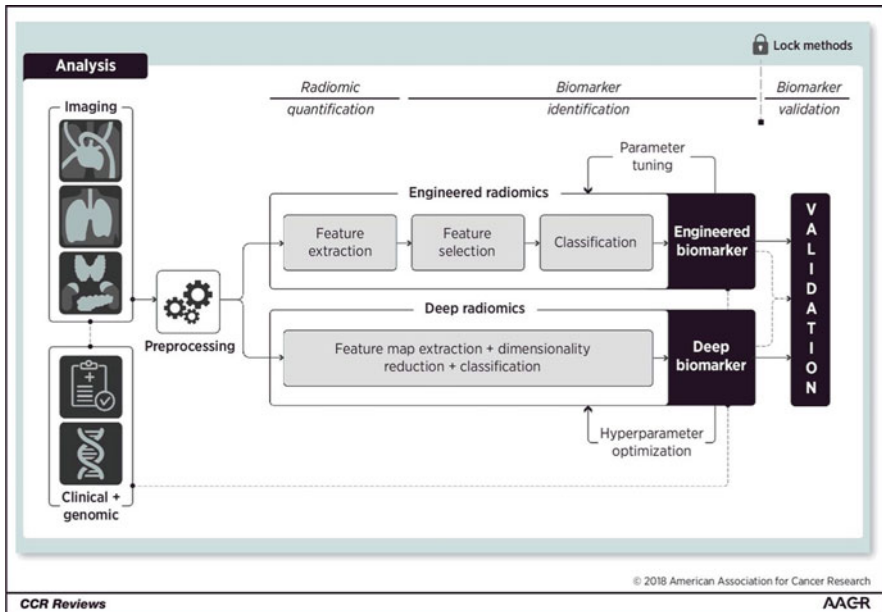 Lock methods
Analysis
Imaging
Radiomic
quantification
Biomarker
identification
Biomarker
validation
Parameter
tuning
Engineered radiomics
Feature
extraction
Feature
selection
Classification
Engineered
biomarker
Preprocessing
Deep radiomics
Feature map extraction + dimensionality
reduction + classification
Deep
biomarker
Hyperparameter
optimization
VALIDATION
Clinical +
genomic
© 2018 American Association for Cancer Research
CCR Reviews
AACR